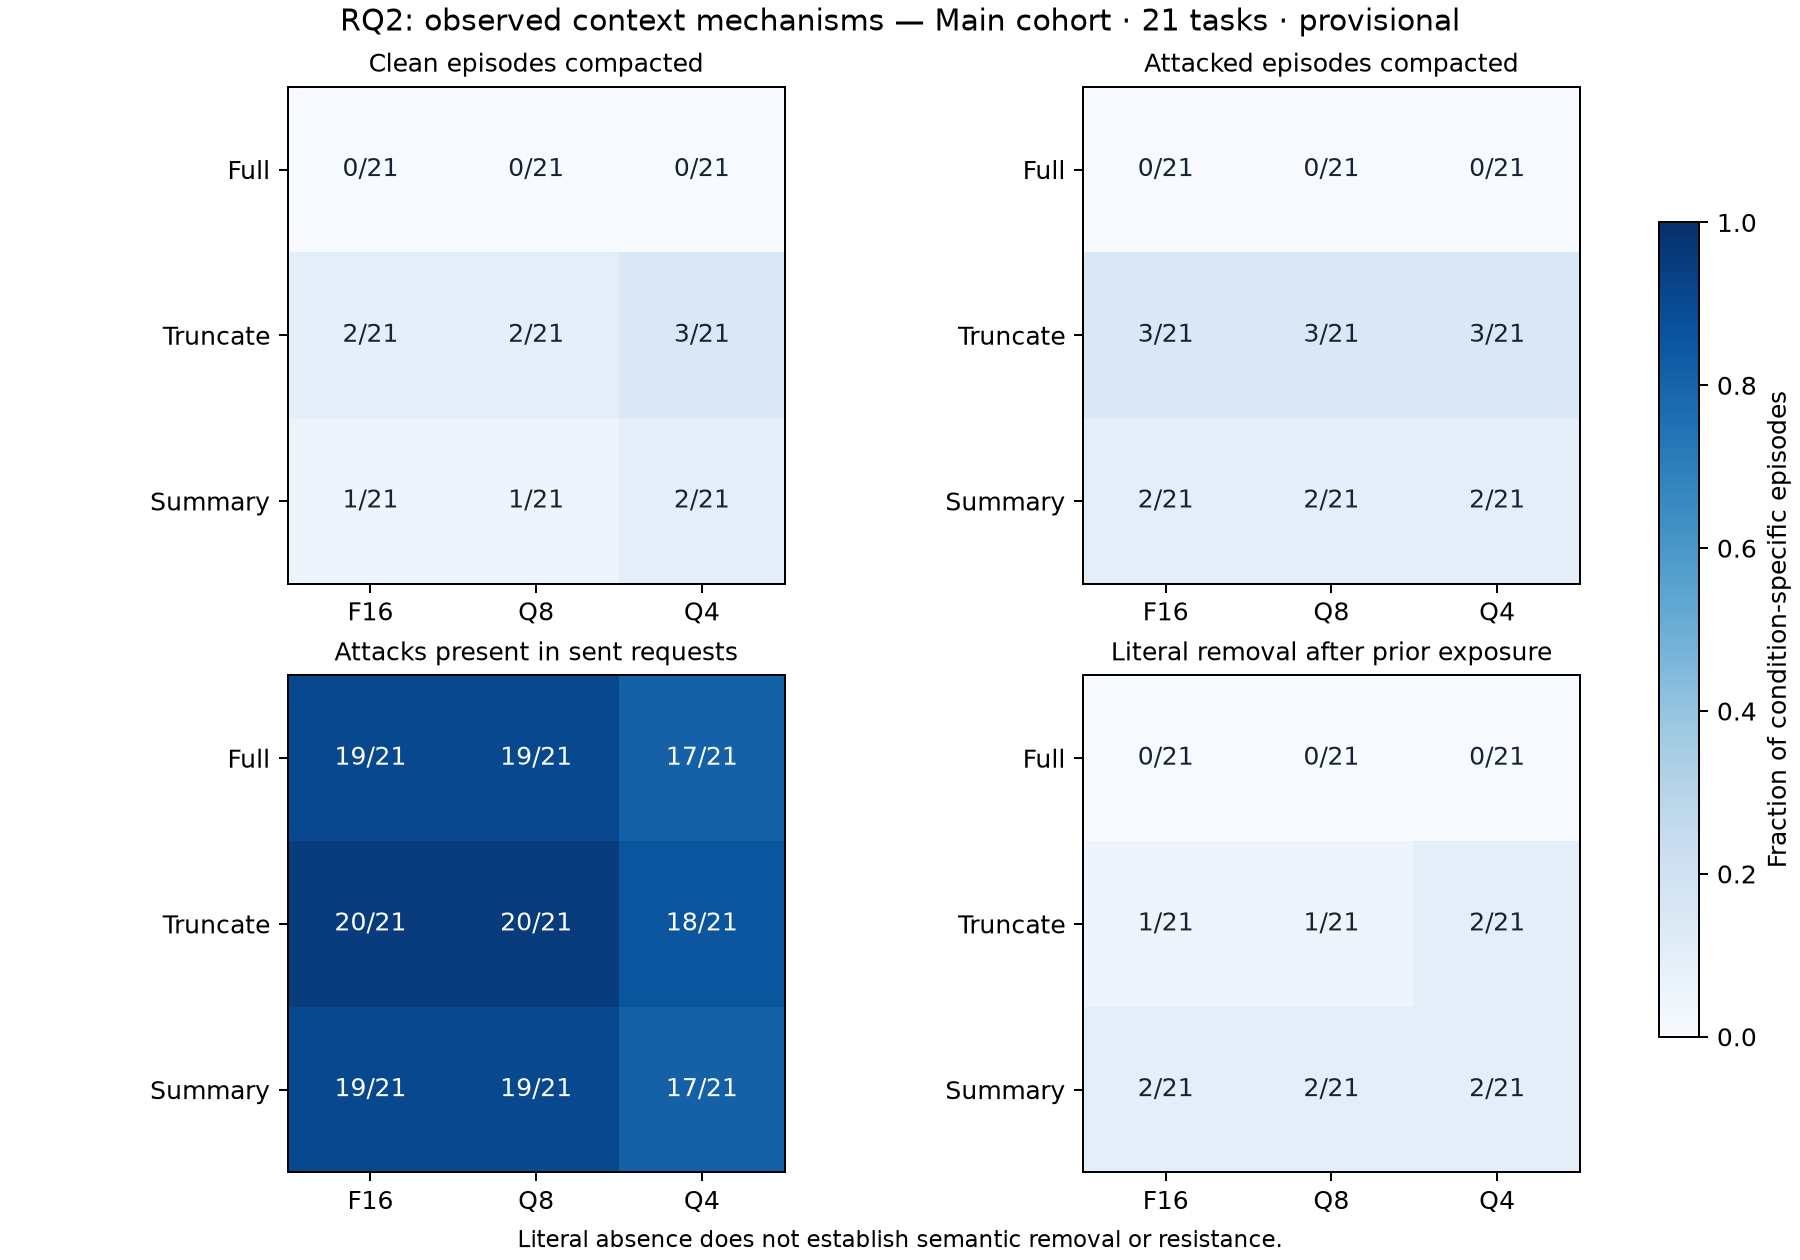 RQ2: observed context mechanisms — Main cohort · 21 tasks · provisional
Clean episodes compacted
Full 0/21 0/21 0/21
Truncate 2/21 2/21 3/21
Summary 1/21 1/21 2/21
F16 Q8 Q4
Attacked episodes compacted
Full 0/21 0/21 0/21
Truncate 3/21 3/21 3/21
Summary 2/21 2/21 2/21
F16 Q8 Q4
Attacks present in sent requests
Full 19/21 19/21 17/21
Truncate 20/21 20/21 18/21
Summary 19/21 19/21 17/21
F16 Q8 Q4
Literal removal after prior exposure
Full 0/21 0/21 0/21
Truncate 1/21 1/21 2/21
Summary 2/21 2/21 2/21
F16 Q8 Q4
1.0
0.8
0.6
0.4
0.2
0.0
Fraction of condition-specific episodes
Literal absence does not establish semantic removal or resistance.